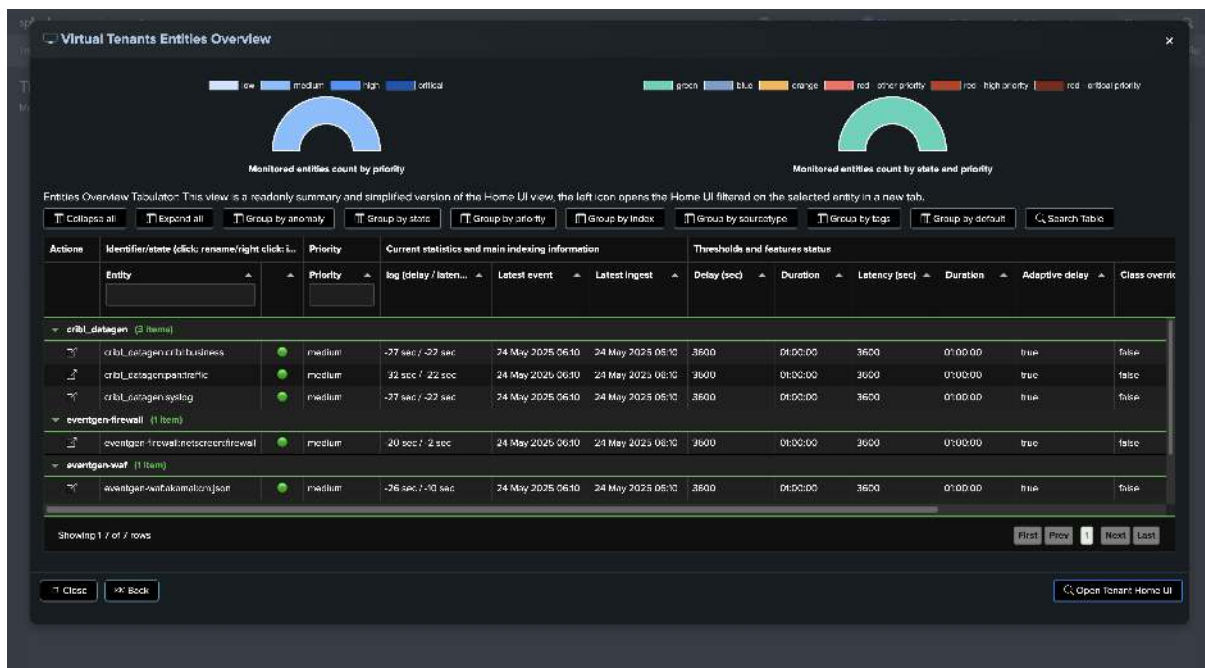 Virtual Tenants Entities Overview
low medium high critical
green blue orange red - other priority red - high priority red - critical priority
Monitored entities count by priority
Monitored entities count by state and priority
Entities Overview Tabulator: This view is a readonly summary and simplified version of the Home UI view, the left icon opens the Home UI filtered on the selected entity in a new tab.
Collapse all Expand all Group by anomaly Group by state Group by priority Group by index Group by sourcetype Group by tags Group by default Search Table
Actions Identifier/state (click: rename/right click: i... Priority Current statistics and main indexing information Thresholds and features status
Entity Priority lag (delay / laten... Latest event Latest ingest Delay (sec) Duration Latency (sec) Duration Adaptive delay Class overric
cribl_datagen (3 items)
cribl_datagen:cribl:business medium -27 sec / -22 sec 24 May 2025 06:10 24 May 2025 06:10 3600 01:00:00 3600 01:00:00 true false
cribl_datagen:pan:traffic medium 32 sec / 22 sec 24 May 2025 06:10 24 May 2025 06:10 3600 01:00:00 3600 01:00:00 true false
cribl_datagen:syslog medium -27 sec / -22 sec 24 May 2025 06:10 24 May 2025 06:10 3600 01:00:00 3600 01:00:00 true false
eventgen-firewall (1 item)
eventgen-firewall:netscreen:firewall medium -20 sec / -2 sec 24 May 2025 06:10 24 May 2025 06:10 3600 01:00:00 3600 01:00:00 true false
eventgen-waf (1 item)
eventgen-waf:akamai:cm:json medium -26 sec / -10 sec 24 May 2025 06:10 24 May 2025 06:10 3600 01:00:00 3600 01:00:00 true false
Showing 1-7 of 7 rows
First Prev 1 Next Last
Close Back
Open Tenant Home UI